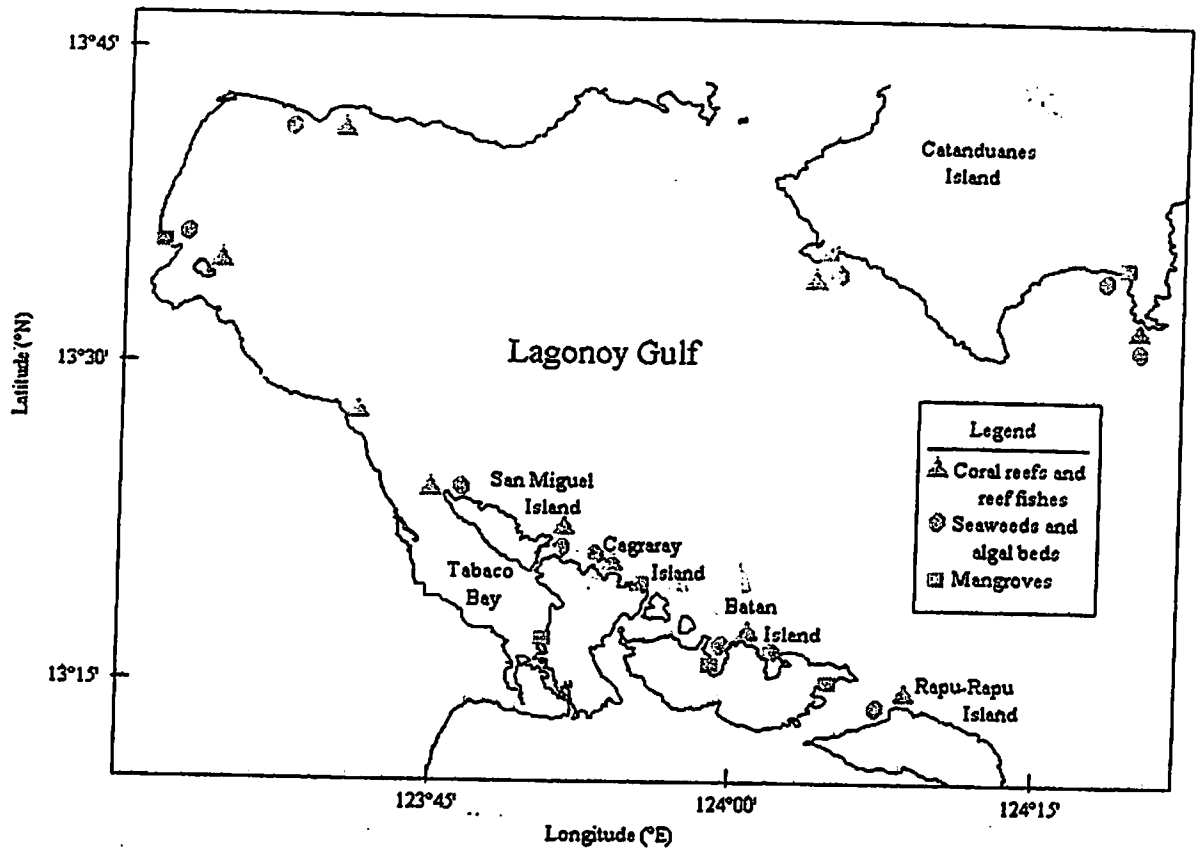 13°45'
Catanduanes
Island
Latitude (°N)
13°30'
Lagonoy Gulf
Legend
Coral reefs and
reef fishes
Seaweeds and
algal beds
Mangroves
San Miguel
Island
Cagraray
Island
Tabaco
Bay
Batan
Island
13°15'
Rapu-Rapu
Island
123°45'
124°00'
124°15'
Longitude (°E)